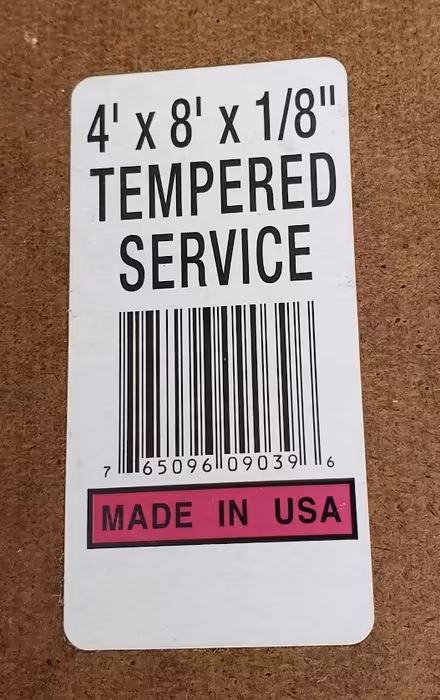 4' x 8' x 1/8"
TEMPERED
SERVICE
7 65096 09039 6
MADE IN USA